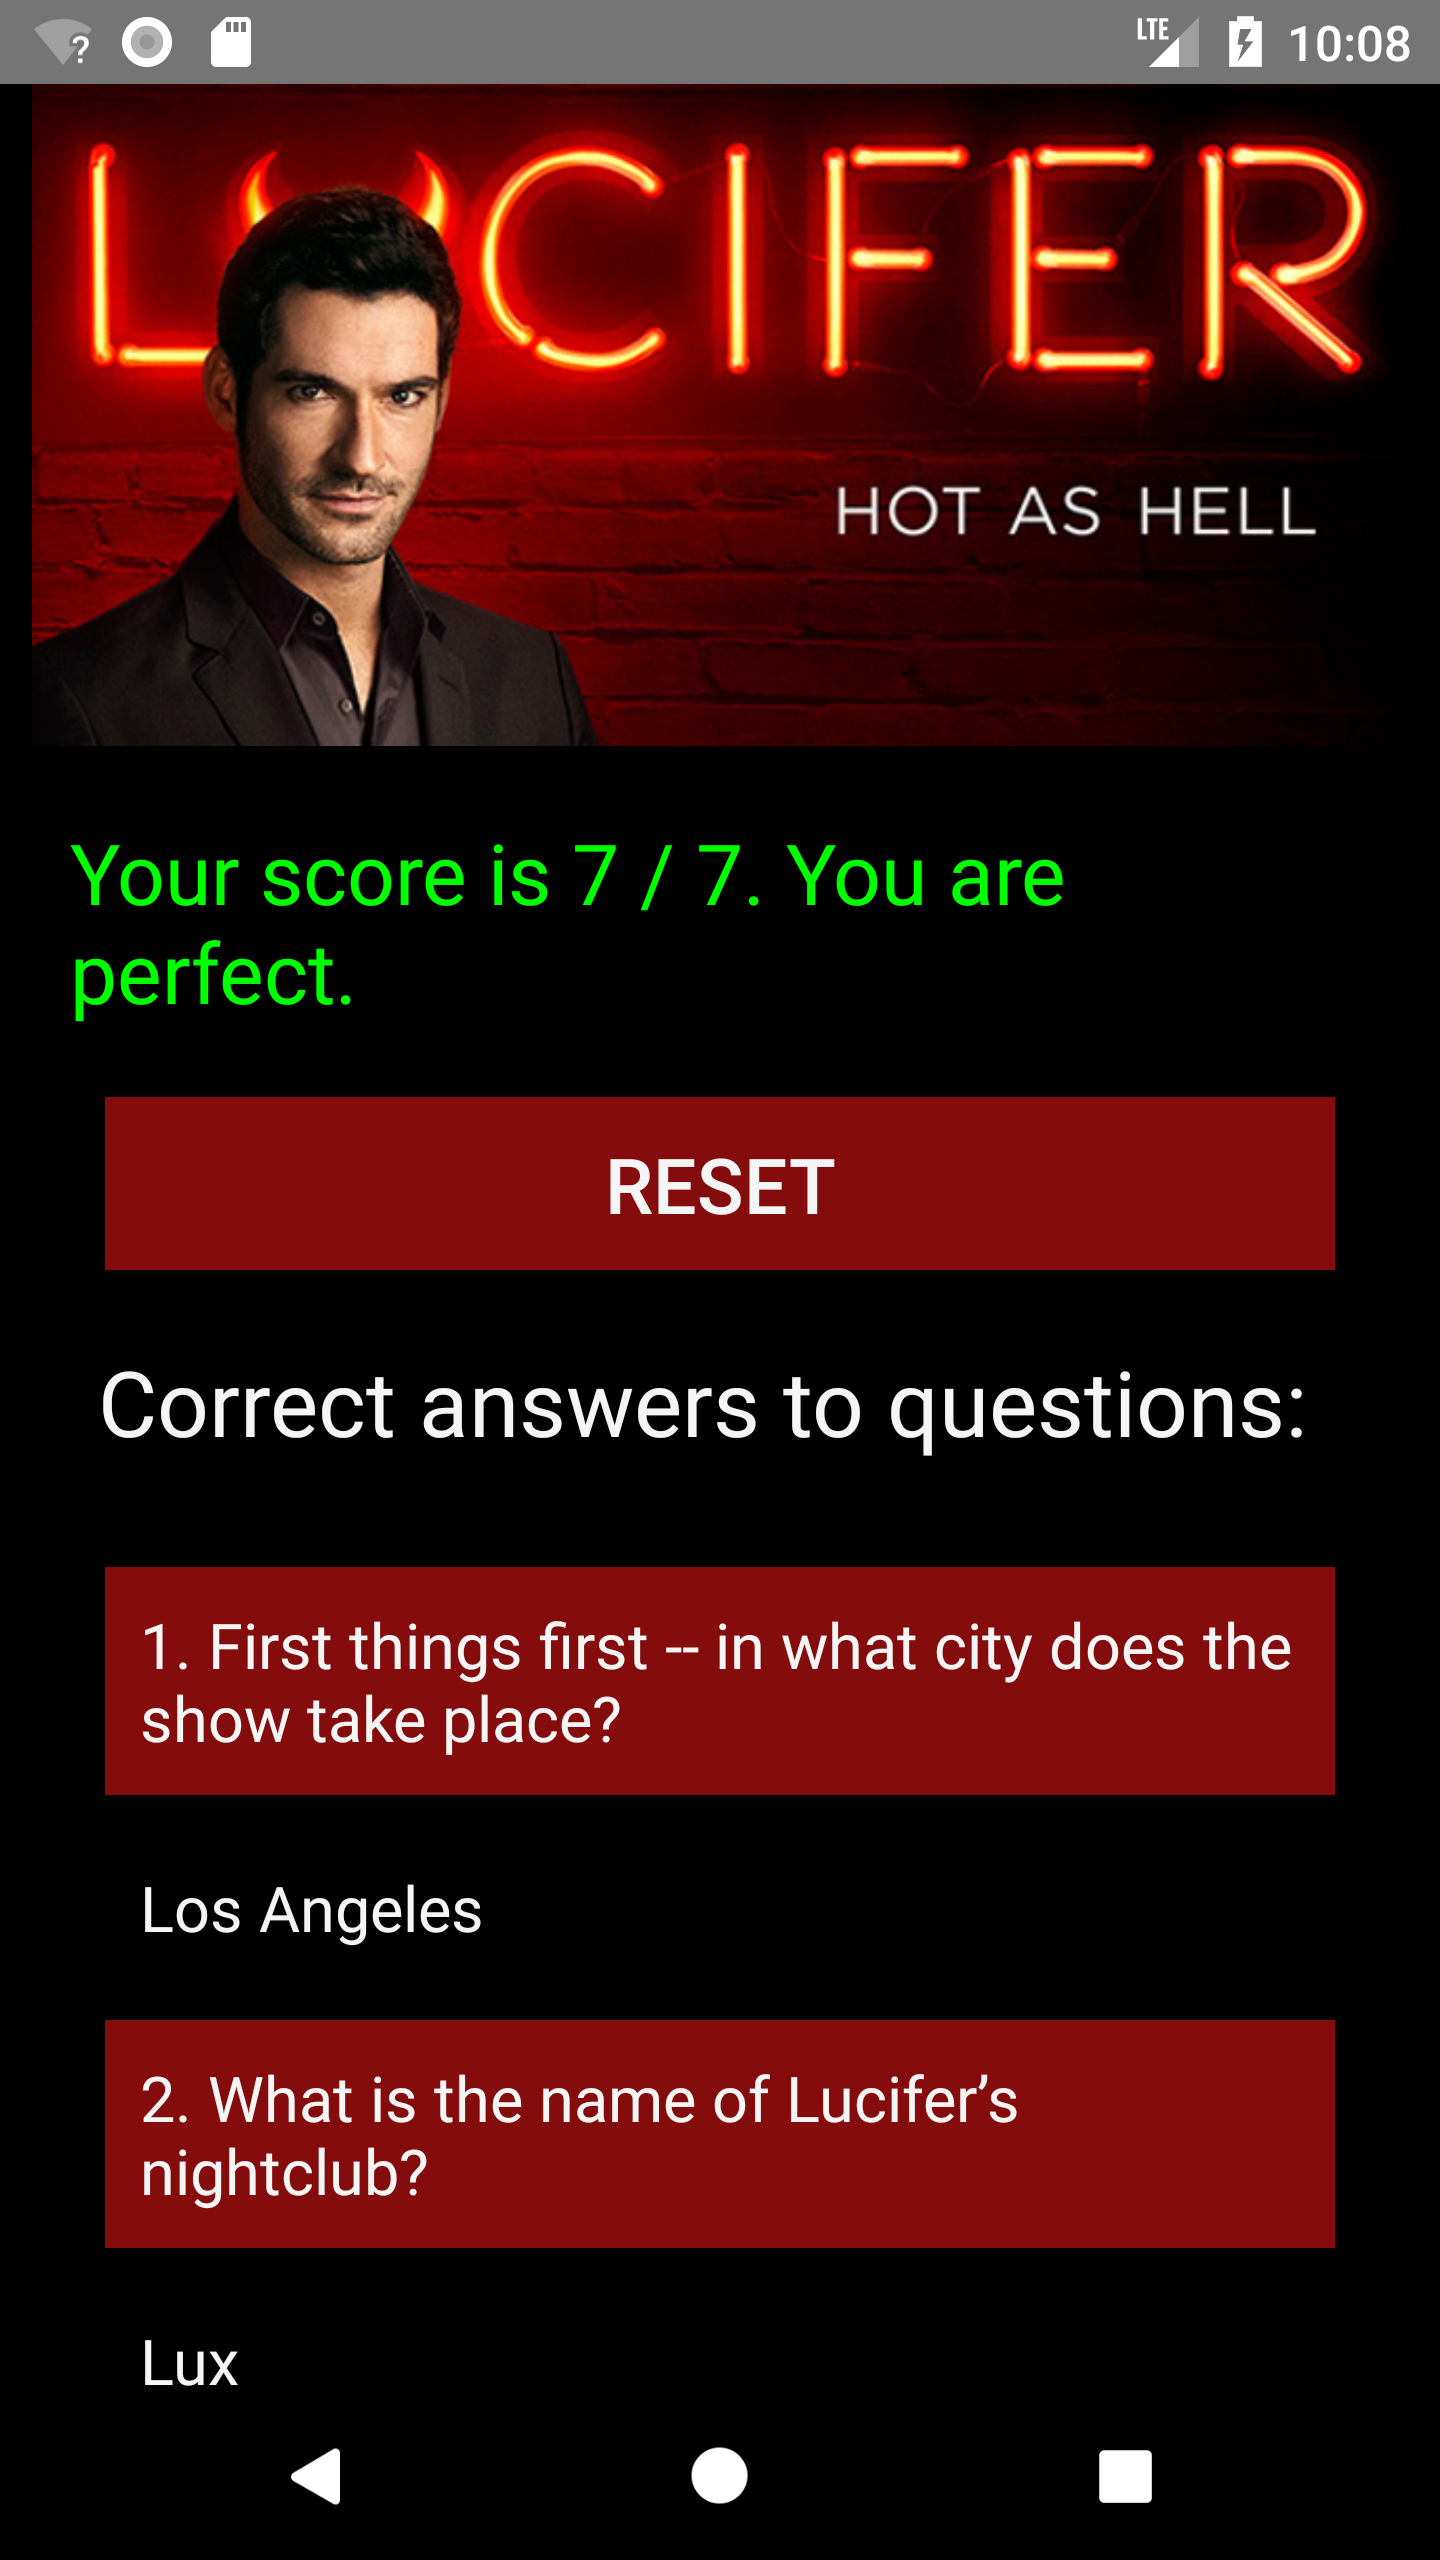 LTE 10:08
LUCIFER
HOT AS HELL
Your score is 7 / 7. You are
perfect.
RESET
Correct answers to questions:
1. First things first -- in what city does the
show take place?
Los Angeles
2. What is the name of Lucifer’s
nightclub?
Lux